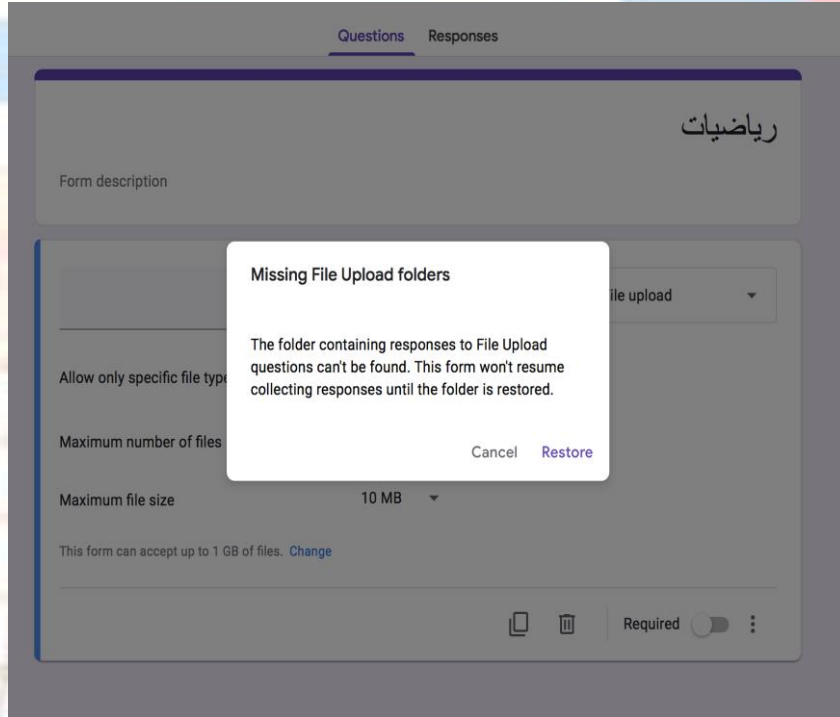 Questions Responses
رياضيات
Form description
Missing File Upload folders
The folder containing responses to File Upload
questions can't be found. This form won't resume
collecting responses until the folder is restored.
Cancel Restore
ile upload
Allow only specific file type
Maximum number of files
Maximum file size 10 MB
This form can accept up to 1 GB of files. Change
Required